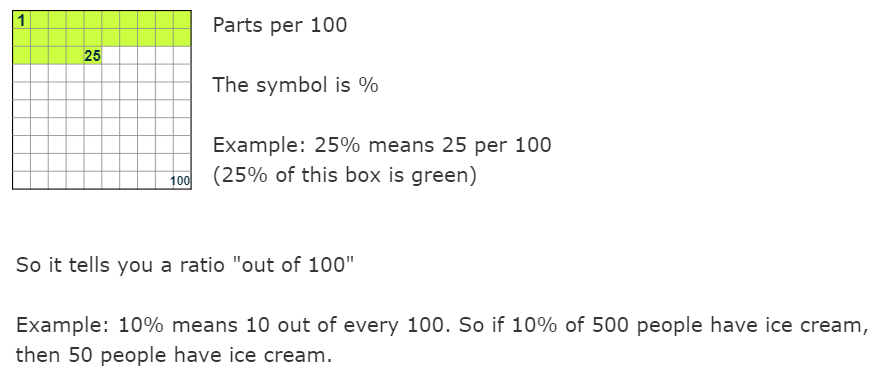 1
Parts per 100
25
The symbol is %
Example: 25% means 25 per 100
(25% of this box is green)
100
So it tells you a ratio "out of 100"
Example: 10% means 10 out of every 100. So if 10% of 500 people have ice cream,
then 50 people have ice cream.